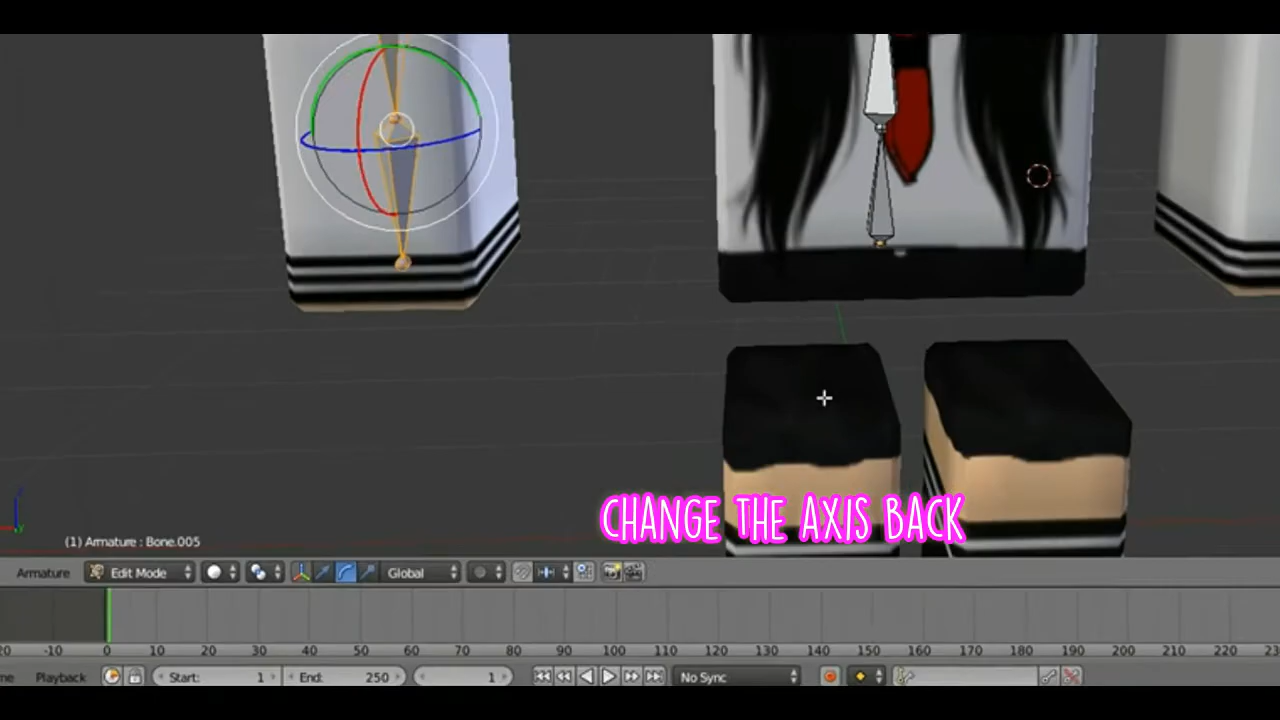 CHANGE THE AXIS BACK
(1) Armature : Bone.005
Armature Edit Mode Global
-10 0 10 20 30 40 50 60 70 80 90 100 110 120 130 140 150 160 170 180 190 200 210 220
Playback Start: 1 End: 250 1 No Sync